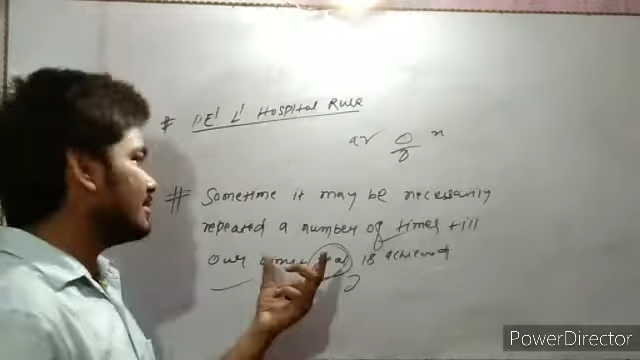 # "DE' L' Hospital Rule
ar 0/0 n
# Sometime it may be necessarily
repeated a number of times till
Our is achieved
PowerDirector